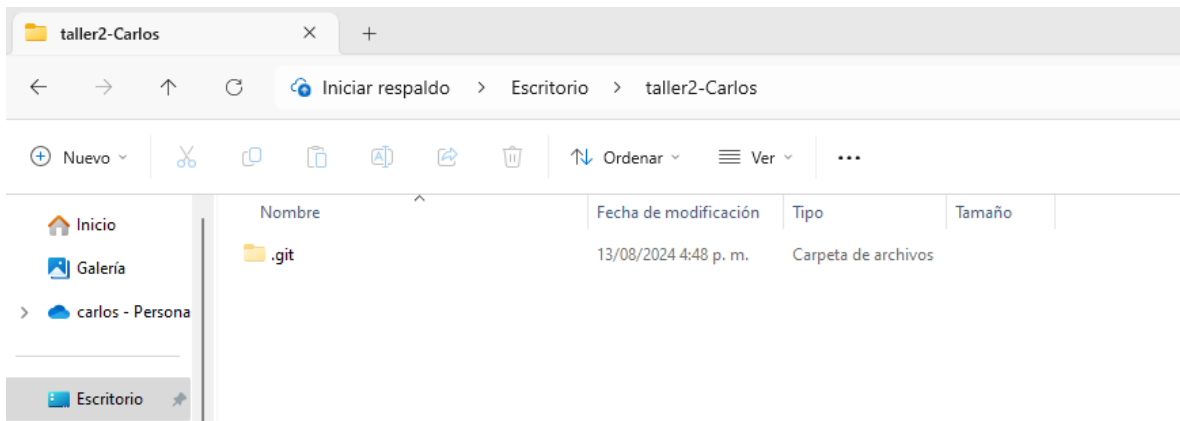 taller2-Carlos
Iniciar respaldo > Escritorio > taller2-Carlos
Nuevo Ordenar Ver
Nombre Fecha de modificación Tipo Tamaño
.git 13/08/2024 4:48 p. m. Carpeta de archivos
Inicio
Galería
carlos - Persona
Escritorio